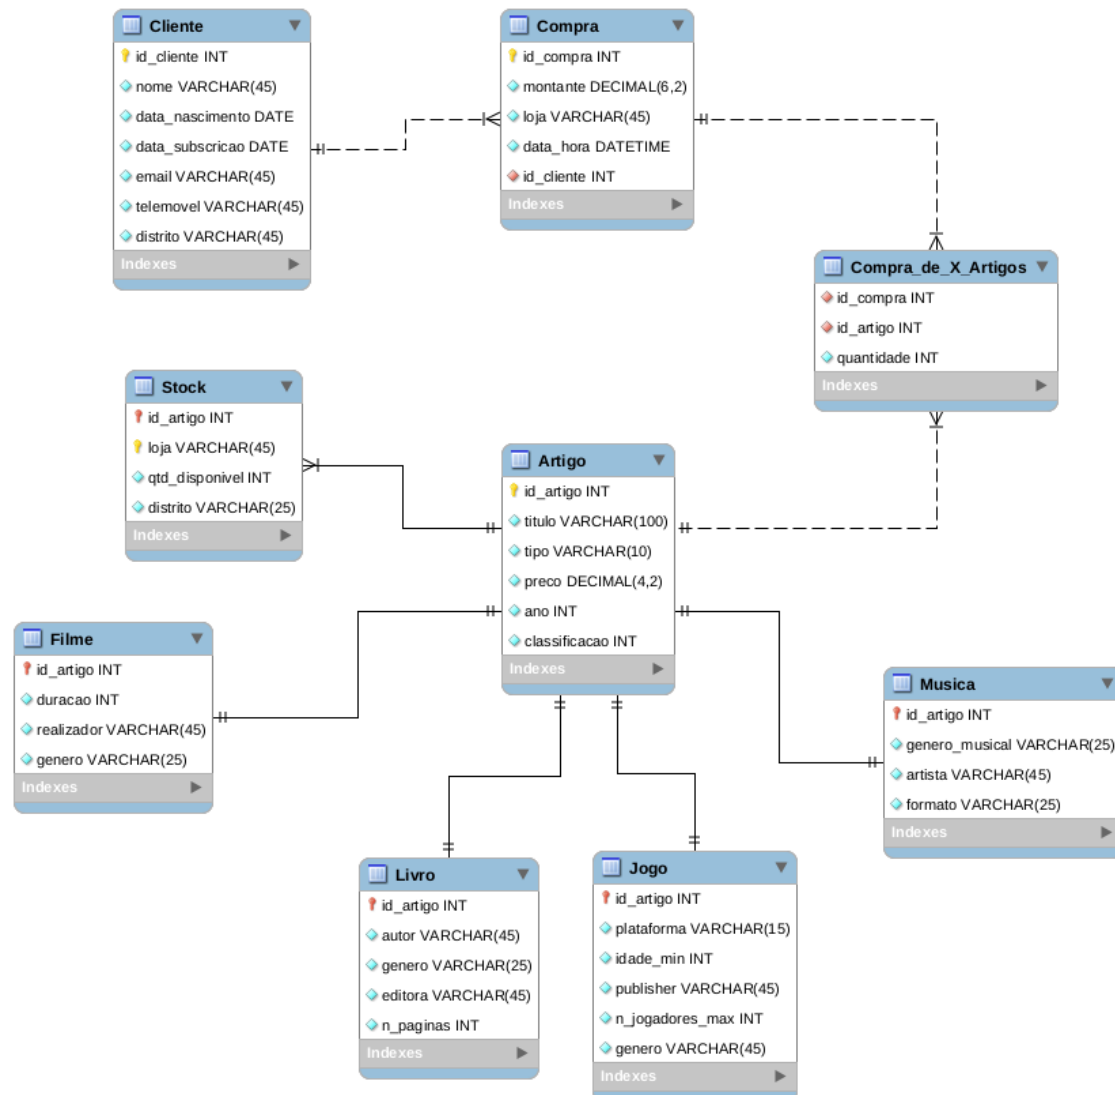 Cliente
id_cliente INT
nome VARCHAR(45)
data_nascimento DATE
data_subscricao DATE
email VARCHAR(45)
telemovel VARCHAR(45)
distrito VARCHAR(45)
Indexes
Compra
id_compra INT
montante DECIMAL(6,2)
loja VARCHAR(45)
data_hora DATETIME
id_cliente INT
Indexes
Compra_de_X_Artigos
id_compra INT
id_artigo INT
quantidade INT
Indexes
Stock
id_artigo INT
loja VARCHAR(45)
qtd_disponivel INT
distrito VARCHAR(25)
Indexes
Artigo
id_artigo INT
titulo VARCHAR(100)
tipo VARCHAR(10)
preco DECIMAL(4,2)
ano INT
classificacao INT
Indexes
Filme
id_artigo INT
duracao INT
realizador VARCHAR(45)
genero VARCHAR(25)
Indexes
Musica
id_artigo INT
genero_musical VARCHAR(25)
artista VARCHAR(45)
formato VARCHAR(25)
Indexes
Livro
id_artigo INT
autor VARCHAR(45)
genero VARCHAR(25)
editora VARCHAR(45)
n_paginas INT
Indexes
Jogo
id_artigo INT
plataforma VARCHAR(15)
idade_min INT
publisher VARCHAR(45)
n_jogadores_max INT
genero VARCHAR(45)
Indexes